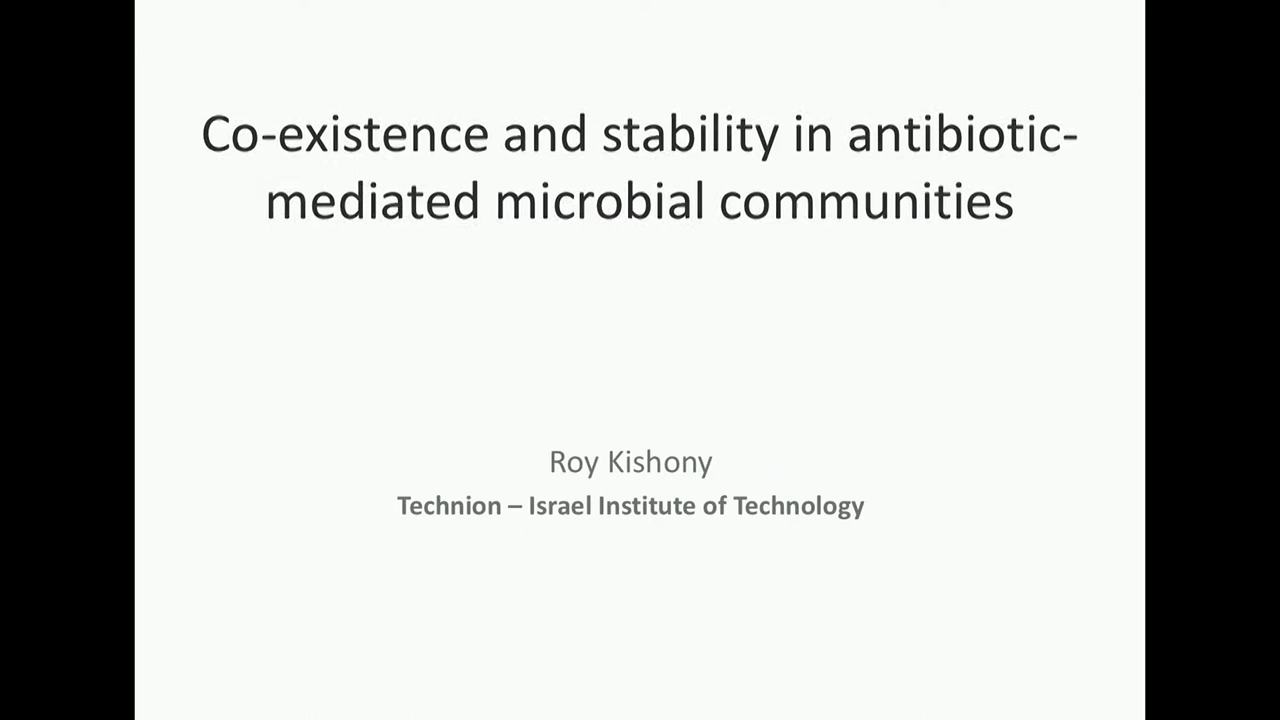 Co-existence and stability in antibiotic-
mediated microbial communities
Roy Kishony
Technion – Israel Institute of Technology